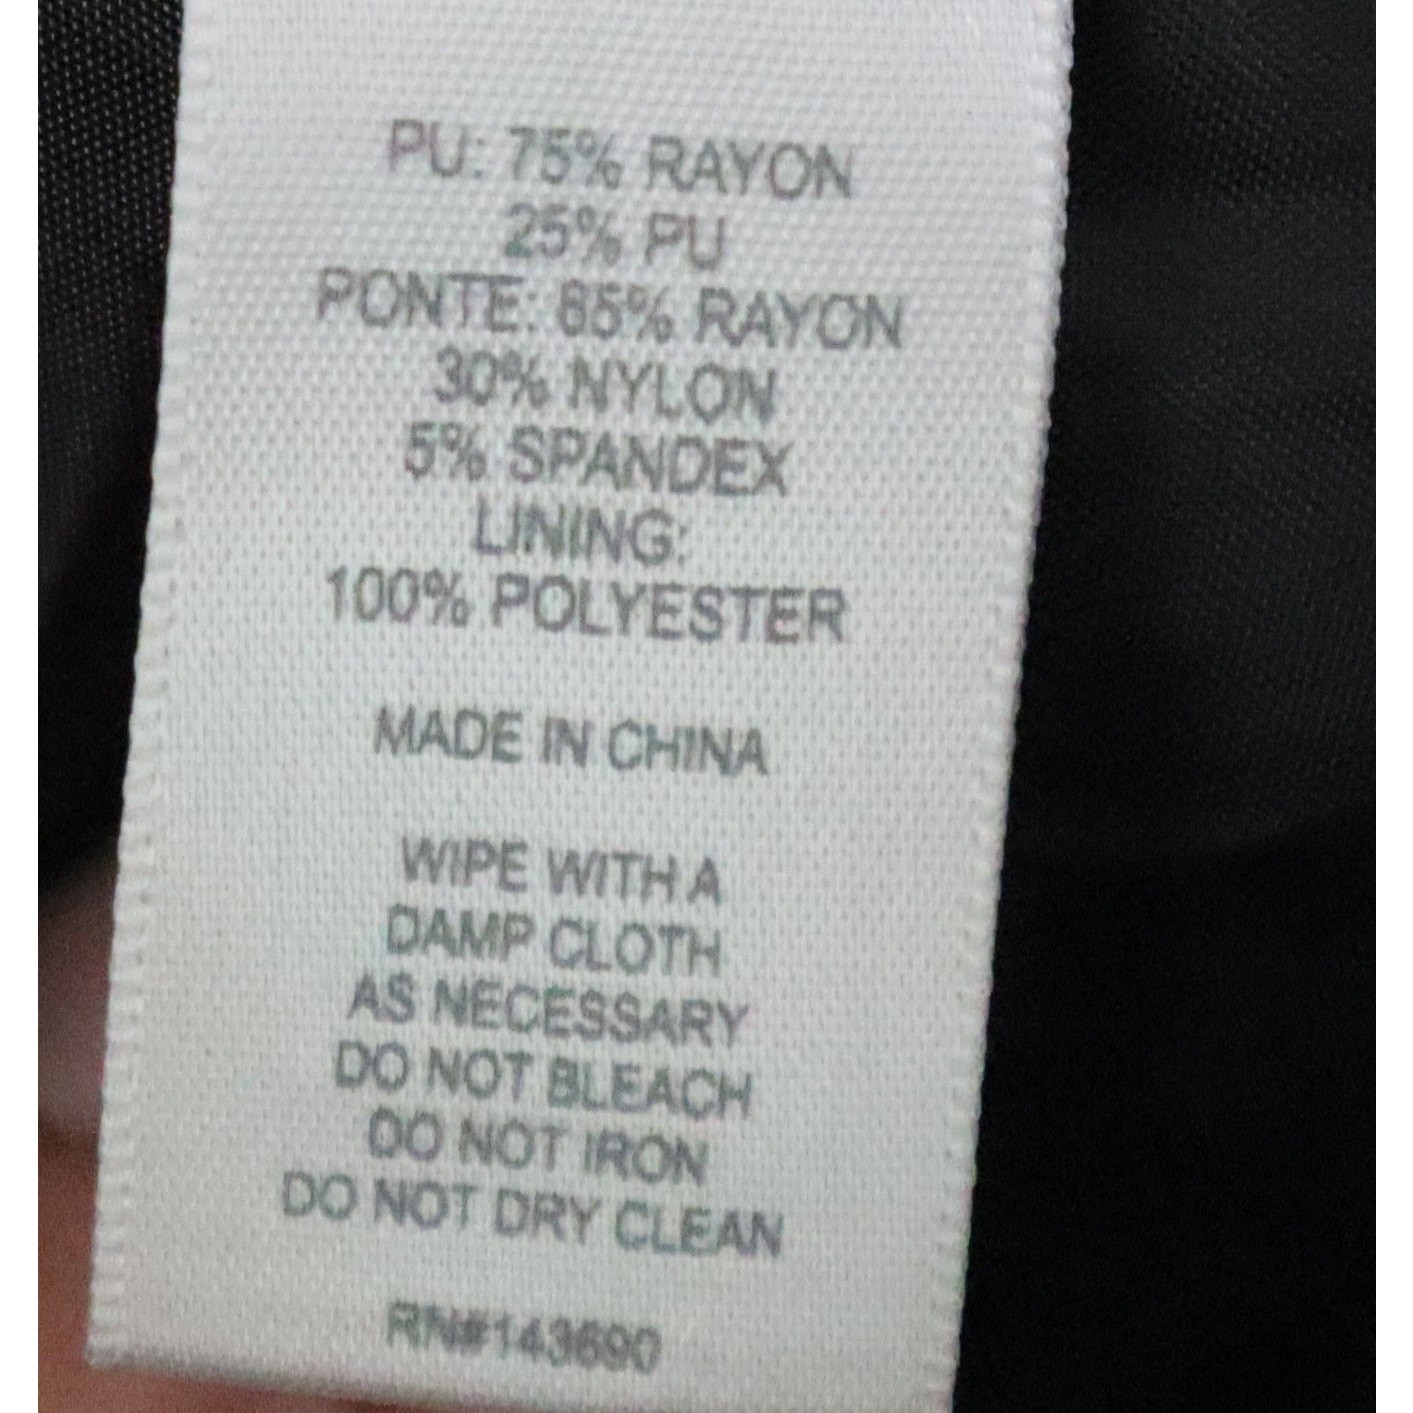 PU: 75% RAYON
25% PU
PONTE: 65% RAYON
30% NYLON
5% SPANDEX
LINING:
100% POLYESTER
MADE IN CHINA
WIPE WITH A
DAMP CLOTH
AS NECESSARY
DO NOT BLEACH
DO NOT IRON
DO NOT DRY CLEAN
RN#143690